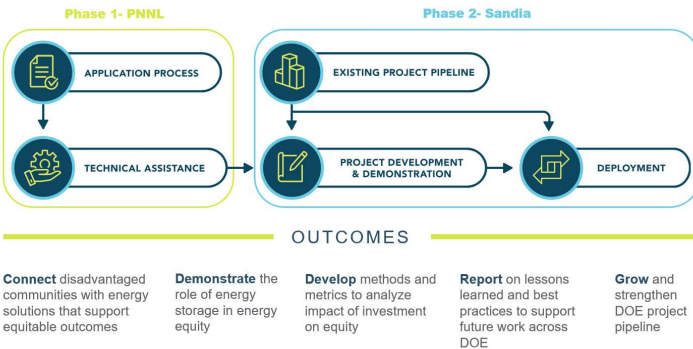 Phase 1- PNNL
Phase 2- Sandia
APPLICATION PROCESS
EXISTING PROJECT PIPELINE
TECHNICAL ASSISTANCE
PROJECT DEVELOPMENT
& DEMONSTRATION
DEPLOYMENT
OUTCOMES
Connect disadvantaged
communities with energy
solutions that support
equitable outcomes
Demonstrate the
role of energy
storage in energy
equity
Develop methods and
metrics to analyze
impact of investment
on equity
Report on lessons
learned and best
practices to support
future work across
DOE
Grow and
strengthen
DOE project
pipeline